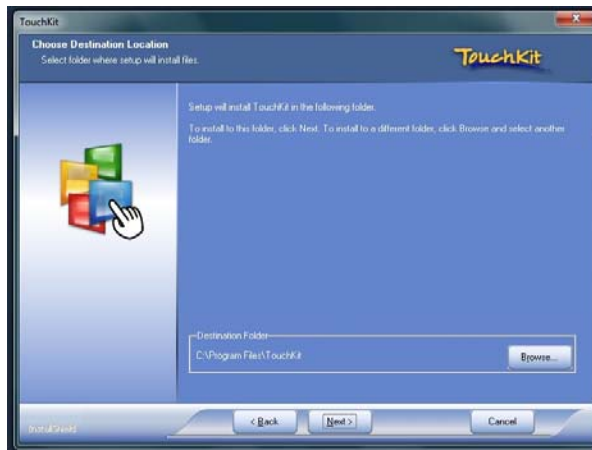 TouchKit
Choose Destination Location
Select folder where setup will install files.
TouchKit
Setup will install TouchKit in the following folder.
To install to this folder, click Next. To install to a different folder, click Browse and select another
folder.
Destination Folder
C:\Program Files\TouchKit
Browse...
InstallShield
< Back
Next >
Cancel